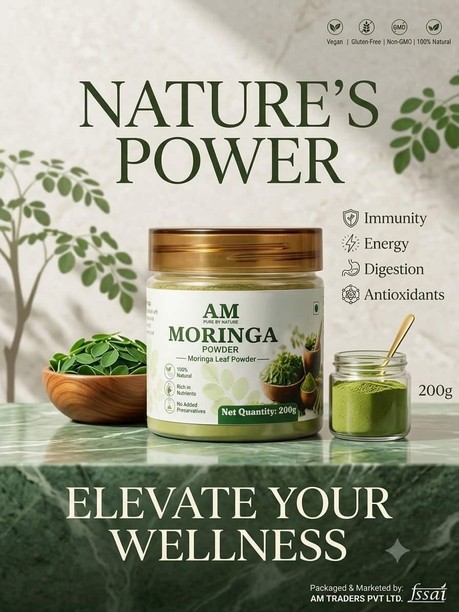 Vegan | Gluten-Free | Non-GMO | 100% Natural
NATURE'S
POWER
Immunity
Energy
Digestion
Antioxidants
AM
PURE BY NATURE
MORINGA
POWDER
Moringa Leaf Powder
100%
Natural
Rich in
Nutrients
No Added
Preservatives
Net Quantity: 200g
200g
ELEVATE YOUR
WELLNESS
Packaged & Marketed by:
AM TRADERS PVT LTD.
fssai